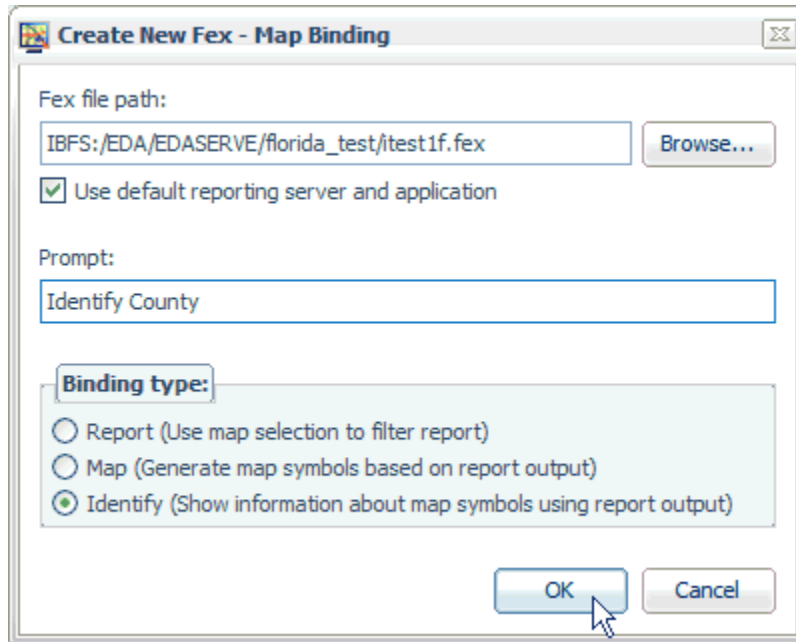 Create New Fex - Map Binding
Fex file path:
IBFS:/EDA/EDASERVE/florida_test/itest1f.fex
Browse...
Use default reporting server and application
Prompt:
Identify County
Binding type:
Report (Use map selection to filter report)
Map (Generate map symbols based on report output)
Identify (Show information about map symbols using report output)
OK
Cancel